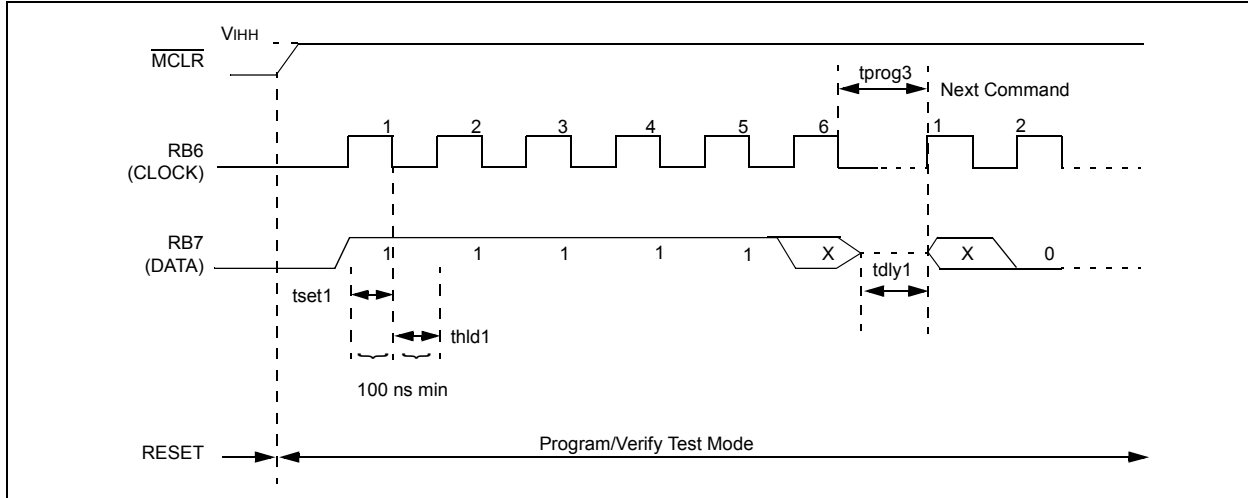 VIHH
MCLR
tprog3
Next Command
1 2 3 4 5 6 1 2
RB6
(CLOCK)
RB7
(DATA)
1 1 1 1 1 X X 0
tdly1
tset1
thld1
100 ns min
Program/Verify Test Mode
RESET